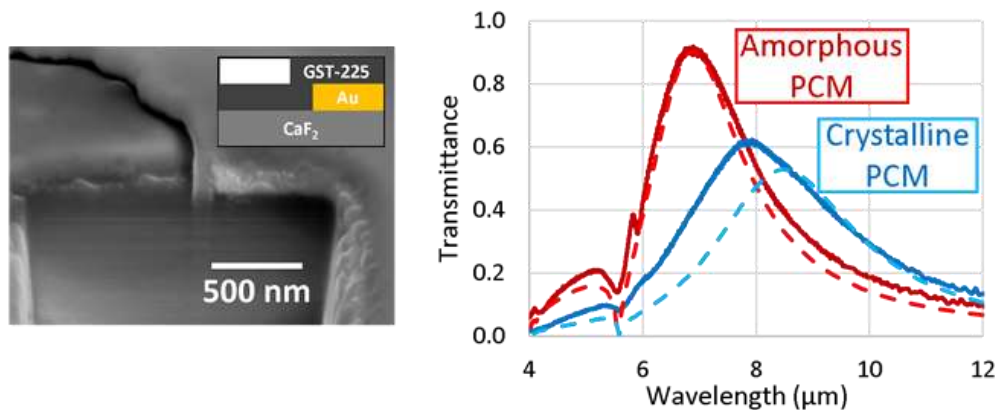 GST-225
Au
CaF₂
500 nm
Transmittance
1.0
0.8
0.6
0.4
0.2
0.0
Amorphous
PCM
Crystalline
PCM
4
6
8
10
12
Wavelength (µm)